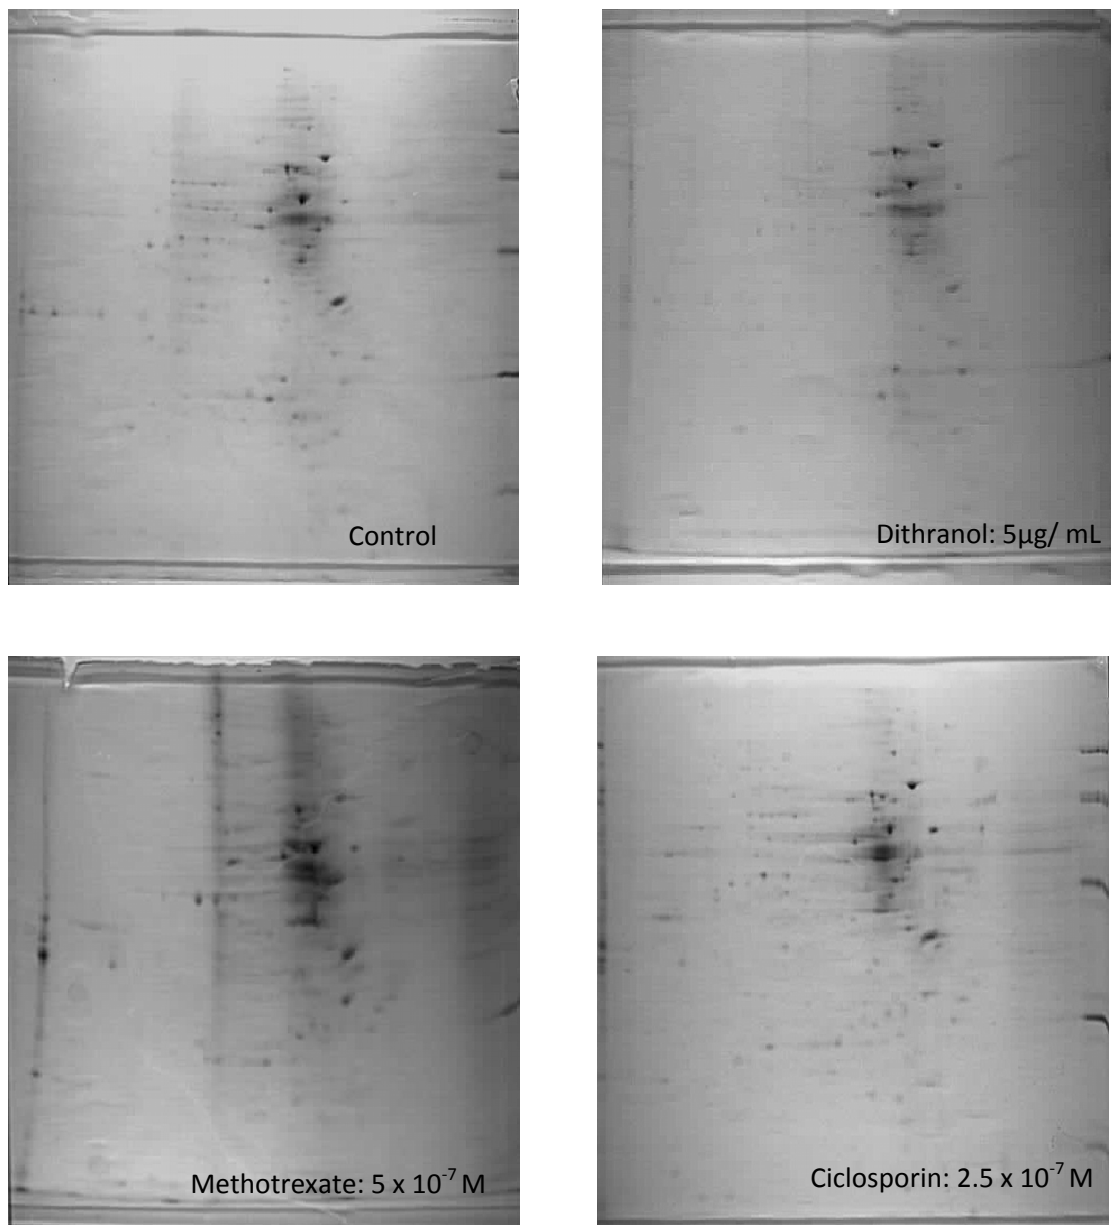 Control
Dithranol: 5µg/ mL
Methotrexate: 5 x 10⁻⁷ M
Ciclosporin: 2.5 x 10⁻⁷ M